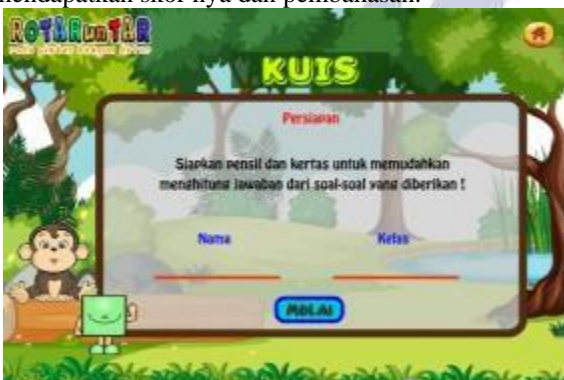 mendapatkan skor nya dan pembahasan.
ROTARunTAR
KUIS
Persiapan
Siapkan pensil dan kertas untuk memudahkan
menghitung jawaban dari soal-soal yang diberikan !
Nama Kelas
MULAI